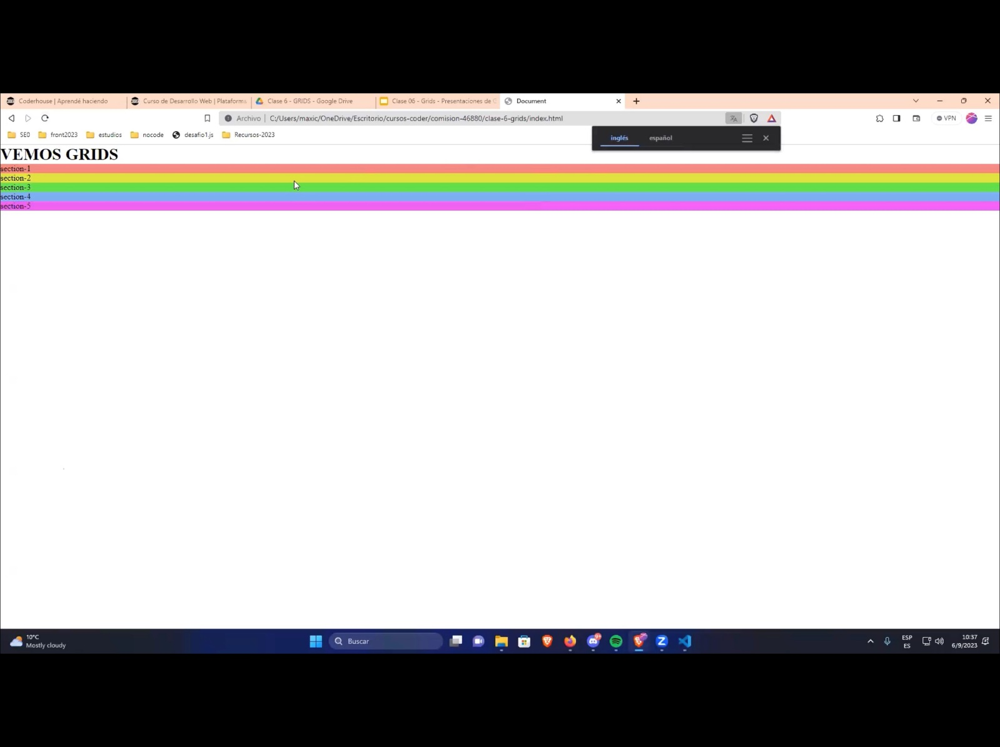 Coderhouse | Aprendé haciendo
Curso de Desarrollo Web | Plataforma
Clase 6 - GRIDS - Google Drive
Clase 06 - Grids - Presentaciones de G
Document
Archivo
C:/Users/maxic/OneDrive/Escritorio/cursos-coder/comision-46880/clase-6-grids/index.html
VPN
SEO
front2023
estudios
nocode
desafio1.js
Recursos-2023
inglés
español
VEMOS GRIDS
section-1
section-2
section-3
section-4
section-5
10°C
Mostly cloudy
Buscar
ESP
ES
10:37
6/9/2023